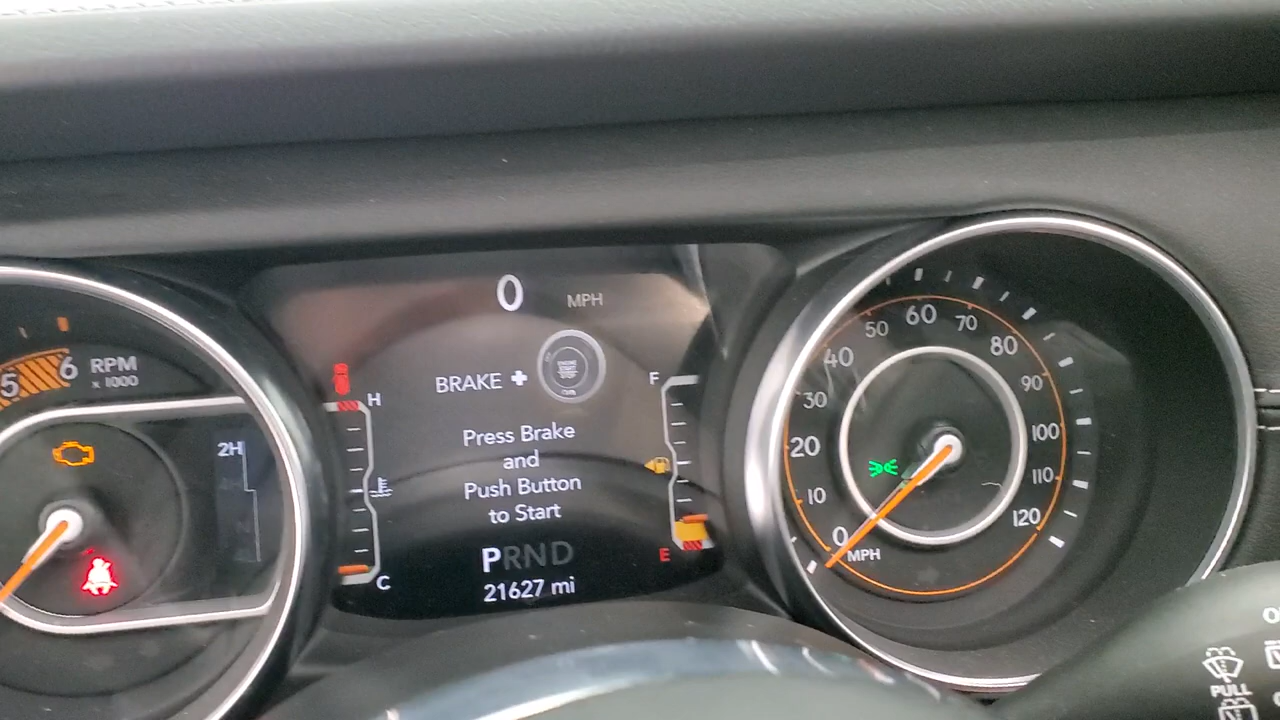 0 MPH
5 6 RPM
x 1000
2H
BRAKE +
H
C
F
E
Press Brake
and
Push Button
to Start
PRND
21627 mi
0 10 20 30 40 50 60 70 80 90 100 110 120
MPH
PULL